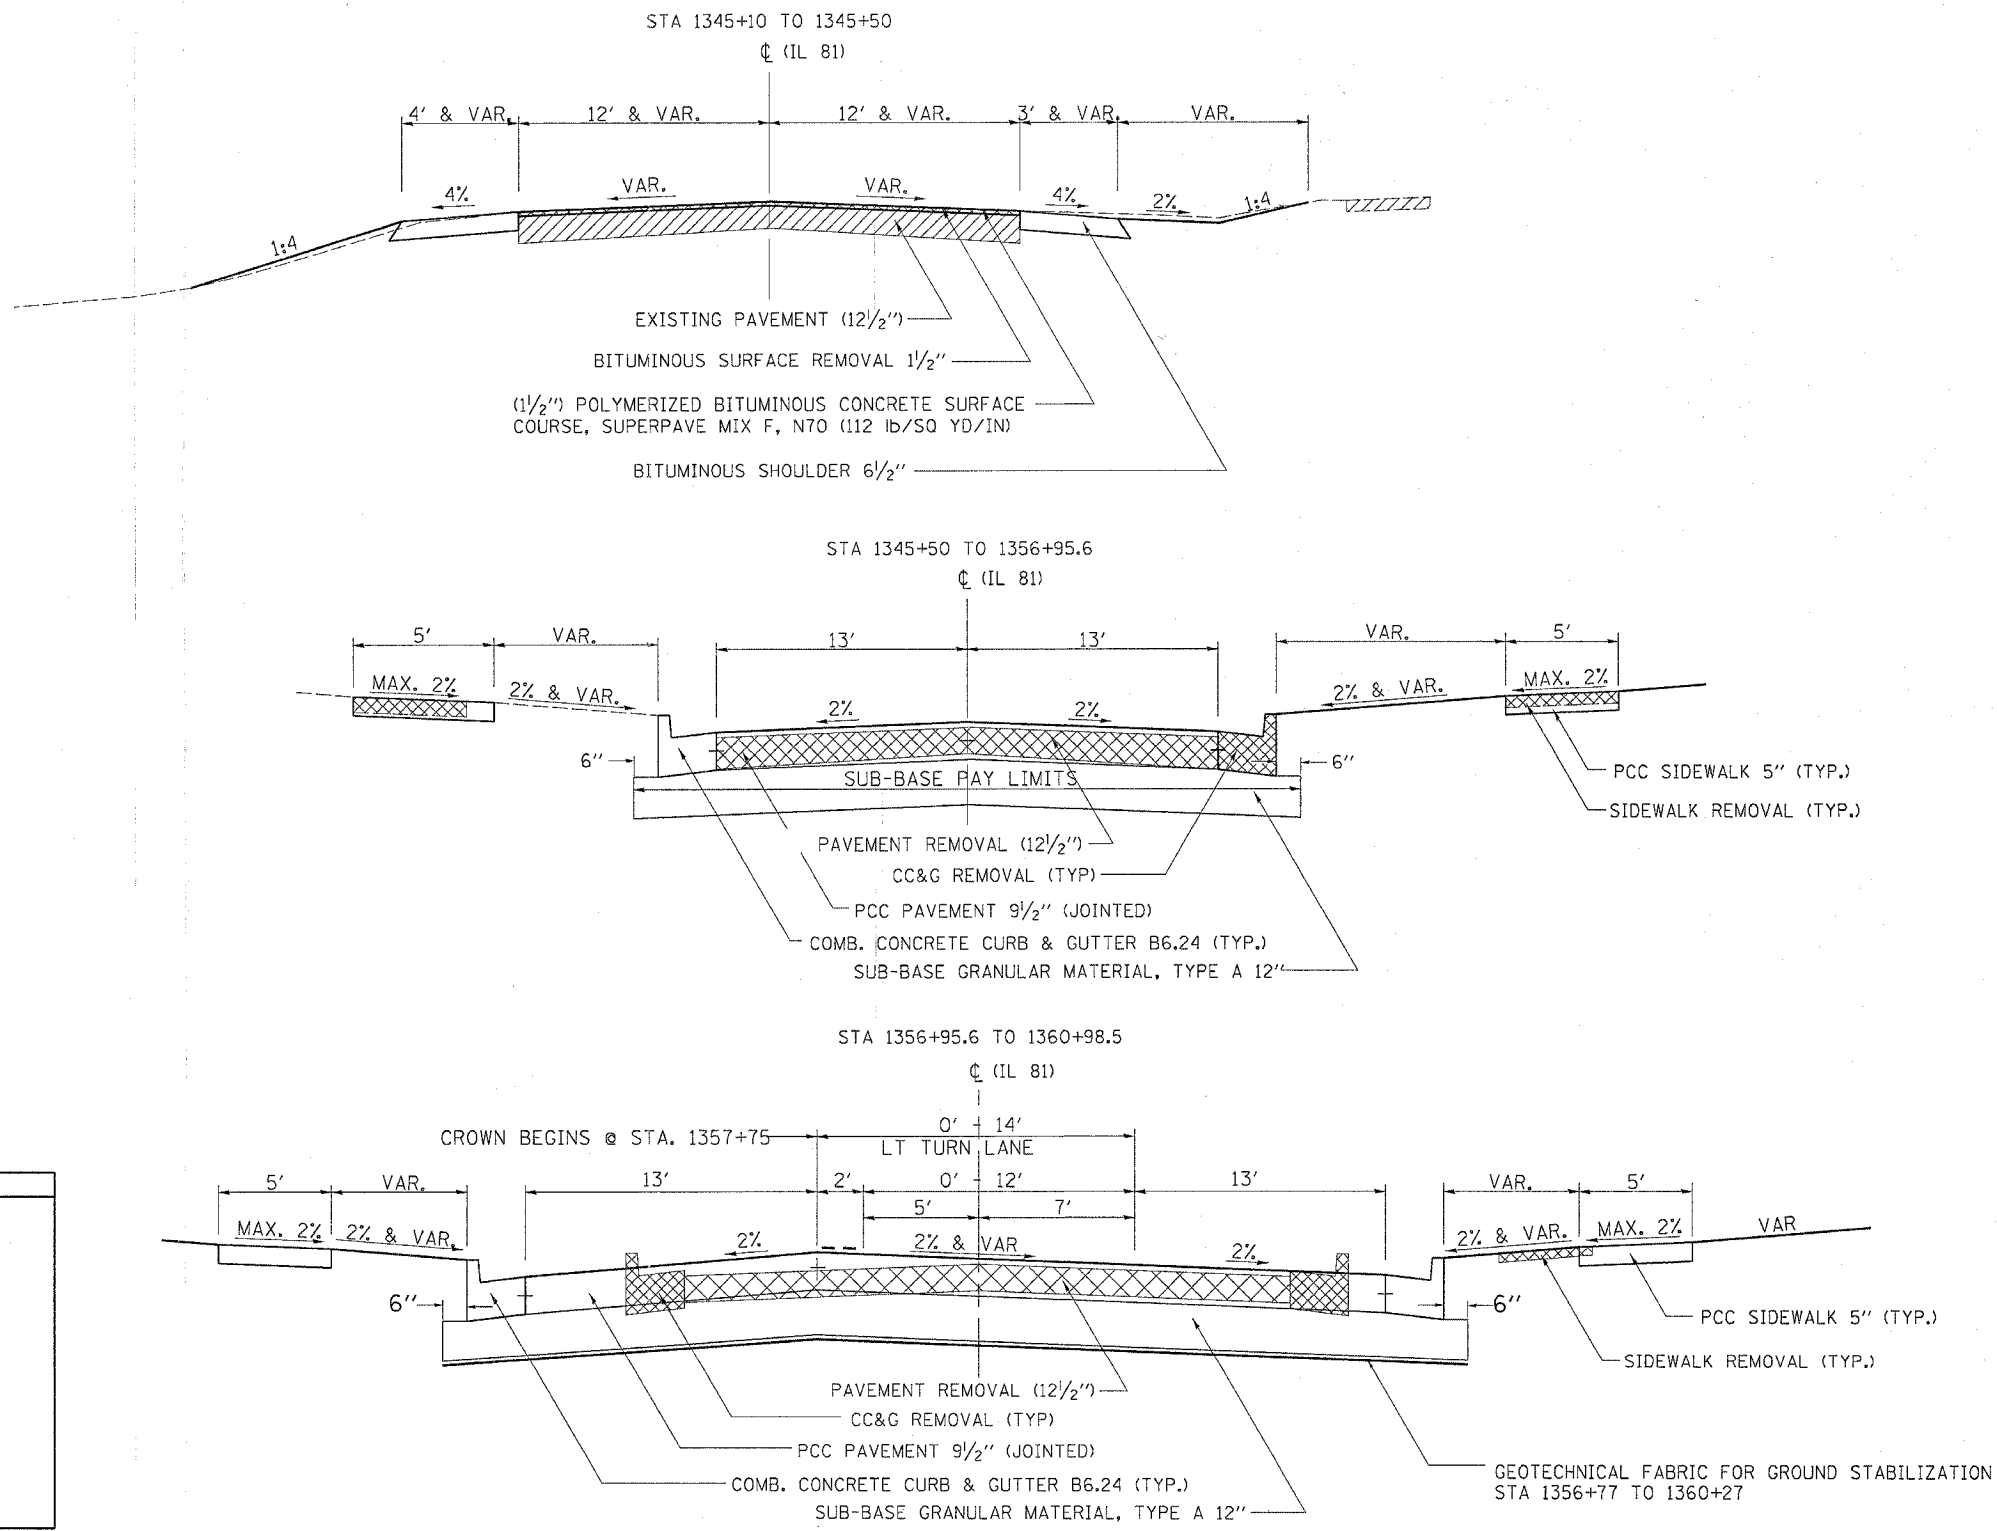 STA 1345+10 TO 1345+50
℄ (IL 81)
4' & VAR. 12' & VAR. 12' & VAR. 3' & VAR. VAR.
4% VAR. VAR. 4% 2% 1:4
1:4
EXISTING PAVEMENT (12½")
BITUMINOUS SURFACE REMOVAL 1½"
(1½") POLYMERIZED BITUMINOUS CONCRETE SURFACE
COURSE, SUPERPAVE MIX F, N70 (112 lb/SQ YD/IN)
BITUMINOUS SHOULDER 6½"
STA 1345+50 TO 1356+95.6
℄ (IL 81)
5' VAR. 13' 13' VAR. 5'
MAX. 2% 2% & VAR. 2% 2% 2% & VAR. MAX. 2%
6" 6"
SUB-BASE PAY LIMITS
PCC SIDEWALK 5" (TYP.)
SIDEWALK REMOVAL (TYP.)
PAVEMENT REMOVAL (12½")
CC&G REMOVAL (TYP)
PCC PAVEMENT 9½" (JOINTED)
COMB. CONCRETE CURB & GUTTER B6.24 (TYP.)
SUB-BASE GRANULAR MATERIAL, TYPE A 12"
STA 1356+95.6 TO 1360+98.5
℄ (IL 81)
CROWN BEGINS @ STA. 1357+75 0' - 14'
LT TURN LANE
5' VAR. 13' 2' 0' - 12' 13' VAR. 5'
5' 7'
MAX. 2% 2% & VAR. 2% 2% & VAR 2% 2% & VAR. MAX. 2% VAR
6" 6"
PCC SIDEWALK 5" (TYP.)
SIDEWALK REMOVAL (TYP.)
PAVEMENT REMOVAL (12½")
CC&G REMOVAL (TYP)
PCC PAVEMENT 9½" (JOINTED)
COMB. CONCRETE CURB & GUTTER B6.24 (TYP.)
SUB-BASE GRANULAR MATERIAL, TYPE A 12"
GEOTECHNICAL FABRIC FOR GROUND STABILIZATION
STA 1356+77 TO 1360+27